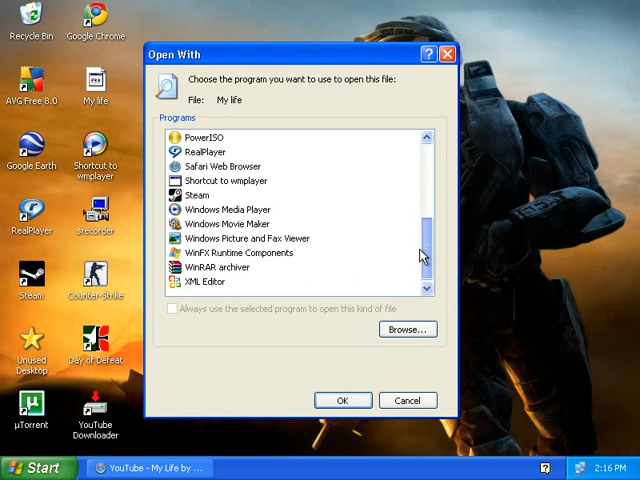 Recycle Bin
Google Chrome
AVG Free 8.0
My life
Google Earth
Shortcut to
wmplayer
RealPlayer
srecorder
Steam
Counter-Strike
Unused
Desktop
Day of Defeat
µTorrent
YouTube
Downloader
Open With
Choose the program you want to use to open this file:
File: My life
Programs
PowerISO
RealPlayer
Safari Web Browser
Shortcut to wmplayer
Steam
Windows Media Player
Windows Movie Maker
Windows Picture and Fax Viewer
WinFX Runtime Components
WinRAR archiver
XML Editor
Always use the selected program to open this kind of file
Browse...
OK
Cancel
Start
YouTube - My Life by ...
2:16 PM